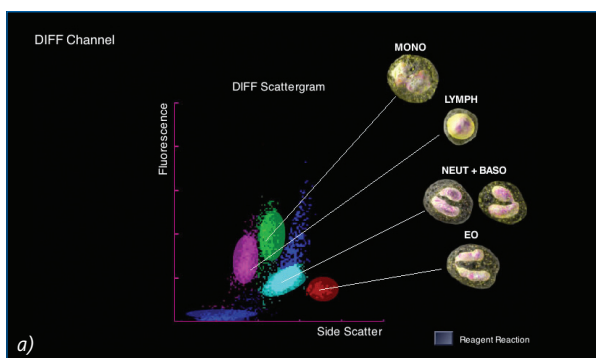 DIFF Channel
MONO
DIFF Scattergram
LYMPH
Fluorescence
NEUT + BASO
EO
Side Scatter
Reagent Reaction
a)